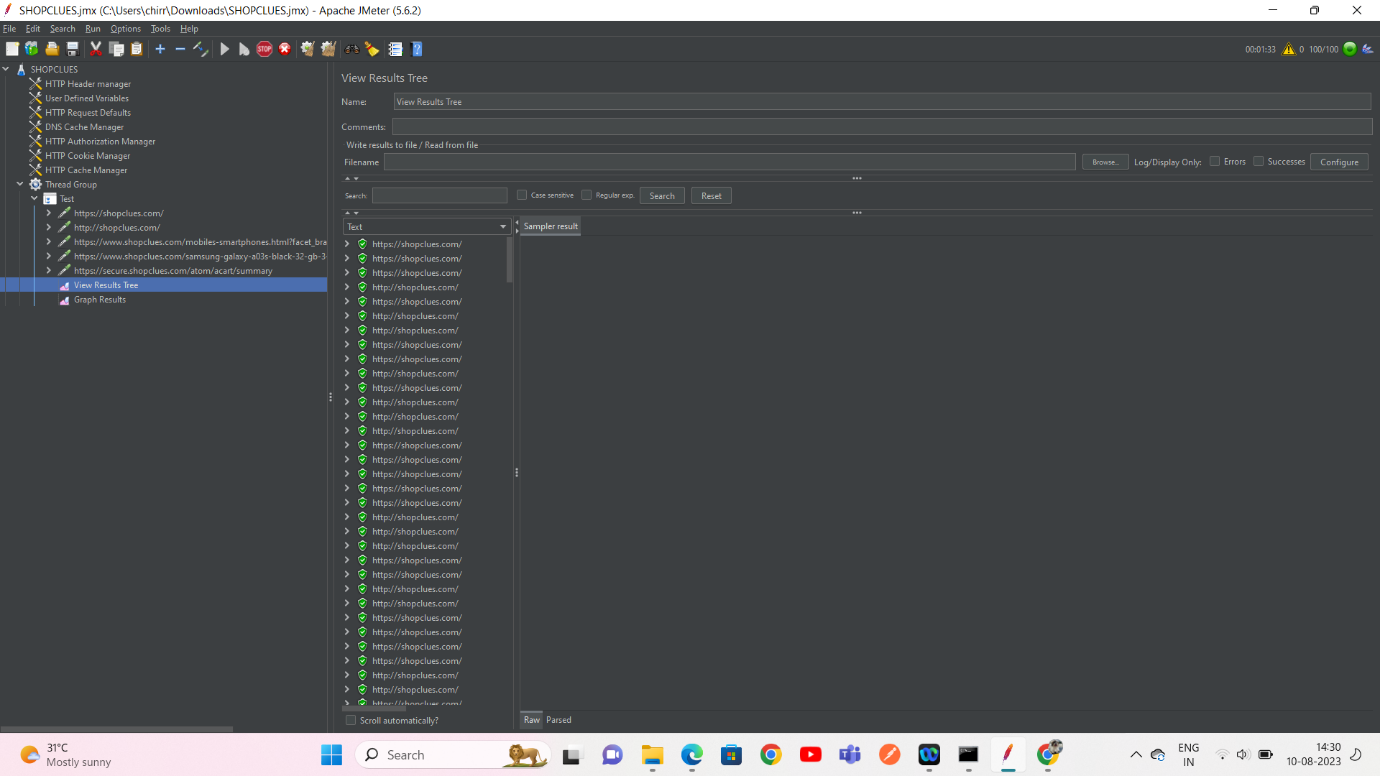 SHOPCLUES.jmx (C:\Users\chirr\Downloads\SHOPCLUES.jmx) - Apache JMeter (5.6.2)
File Edit Search Run Options Tools Help
STOP
00:01:33 0 100/100
SHOPCLUES
HTTP Header manager
User Defined Variables
HTTP Request Defaults
DNS Cache Manager
HTTP Authorization Manager
HTTP Cookie Manager
HTTP Cache Manager
Thread Group
Test
https://shopclues.com/
http://shopclues.com/
https://www.shopclues.com/mobiles-smartphones.html?facet_bra
https://www.shopclues.com/samsung-galaxy-a03s-black-32-gb-3-
https://secure.shopclues.com/atom/acart/summary
View Results Tree
Graph Results
View Results Tree
Name: View Results Tree
Comments:
Write results to file / Read from file
Filename Browse... Log/Display Only: Errors Successes Configure
Search: Case sensitive Regular exp. Search Reset
Text
Sampler result
https://shopclues.com/
https://shopclues.com/
https://shopclues.com/
http://shopclues.com/
https://shopclues.com/
http://shopclues.com/
http://shopclues.com/
https://shopclues.com/
http://shopclues.com/
http://shopclues.com/
https://shopclues.com/
http://shopclues.com/
http://shopclues.com/
http://shopclues.com/
https://shopclues.com/
http://shopclues.com/
https://shopclues.com/
https://shopclues.com/
https://shopclues.com/
http://shopclues.com/
https://shopclues.com/
http://shopclues.com/
https://shopclues.com/
https://shopclues.com/
http://shopclues.com/
http://shopclues.com/
https://shopclues.com/
https://shopclues.com/
https://shopclues.com/
https://shopclues.com/
http://shopclues.com/
http://shopclues.com/
https://shopclues.com/
Scroll automatically?
Raw Parsed
31°C
Mostly sunny
Search
ENG
IN
14:30
10-08-2023